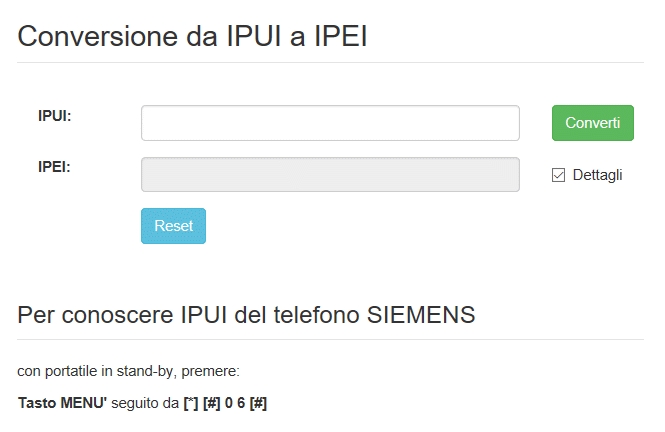 Conversione da IPUI a IPEI
IPUI:
Converti
IPEI:
Dettagli
Reset
Per conoscere IPUI del telefono SIEMENS
con portatile in stand-by, premere:
Tasto MENU' seguito da [*] [#] 0 6 [#]